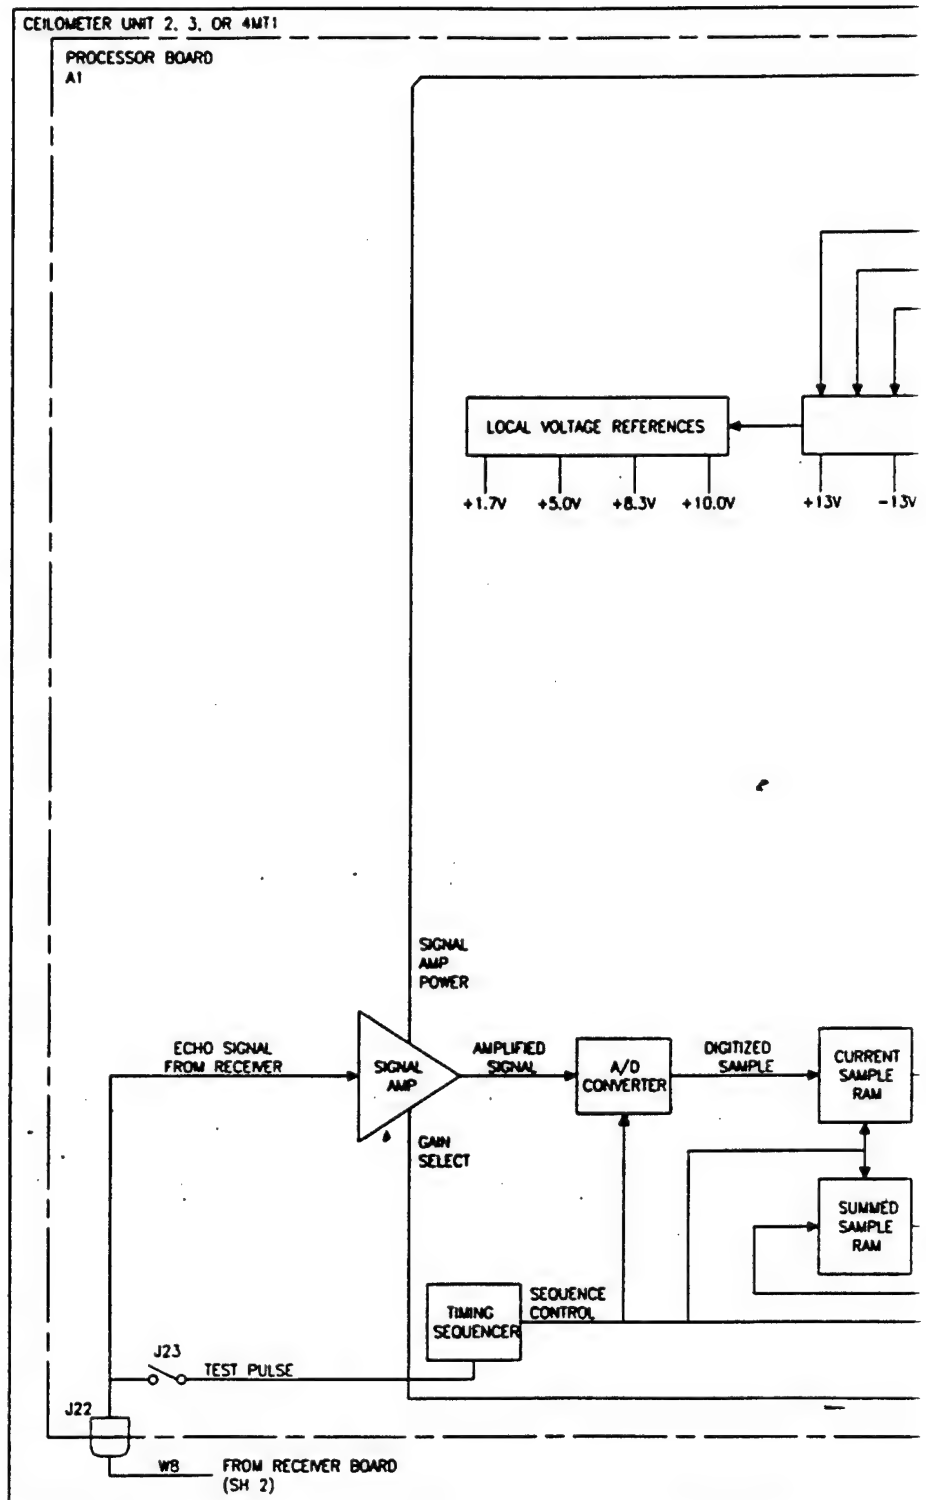 CEILOMETER UNIT 2, 3, OR 4MT1
PROCESSOR BOARD
A1
LOCAL VOLTAGE REFERENCES
+1.7V +5.0V +8.3V +10.0V +13V -13V
SIGNAL
AMP
POWER
ECHO SIGNAL
FROM RECEIVER
SIGNAL
AMP
AMPLIFIED
SIGNAL
A/D
CONVERTER
DIGITIZED
SAMPLE
CURRENT
SAMPLE
RAM
GAIN
SELECT
SUMMED
SAMPLE
RAM
TIMING
SEQUENCER
SEQUENCE
CONTROL
J23
TEST PULSE
J22
W8
FROM RECEIVER BOARD
(SH 2)